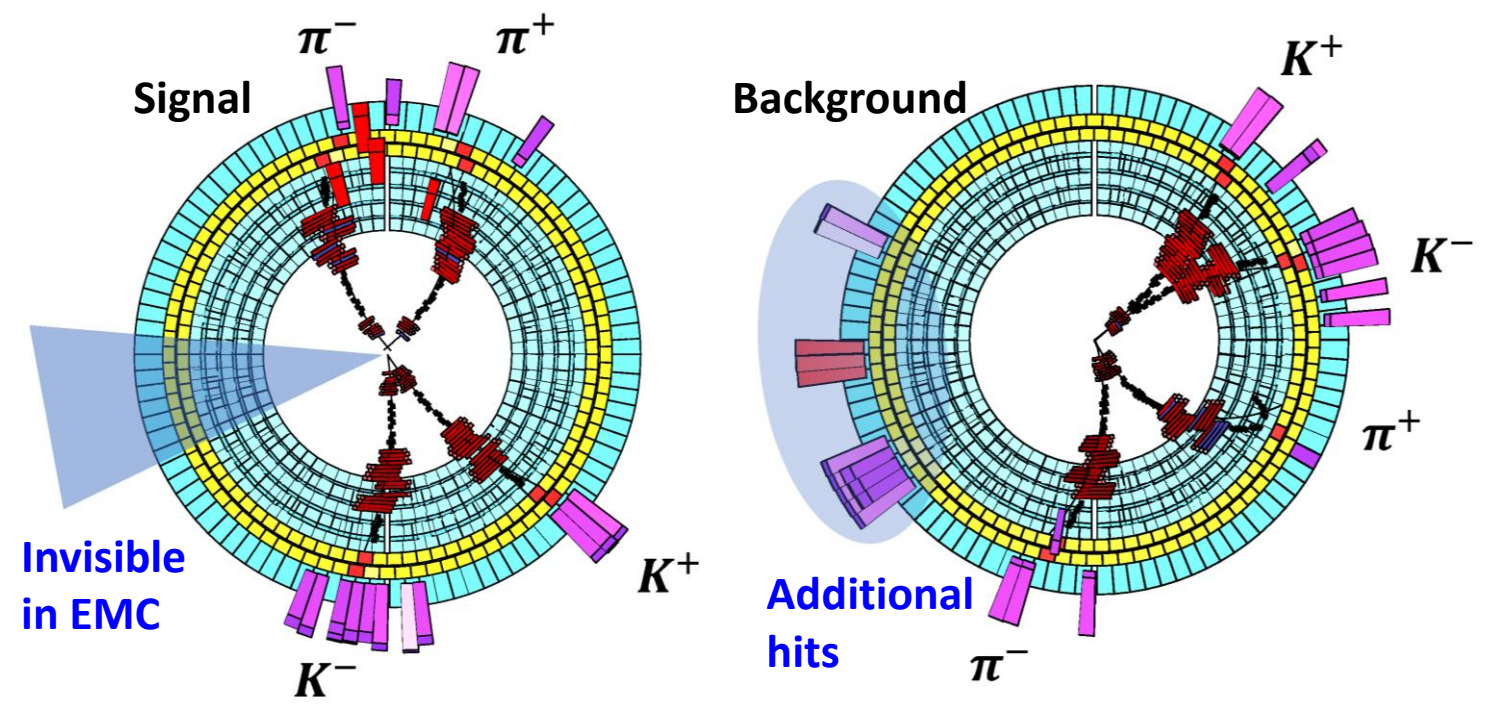 π⁻
π⁺
Signal
Invisible
in EMC
K⁺
K⁻
Background
K⁺
K⁻
π⁺
Additional
hits
π⁻